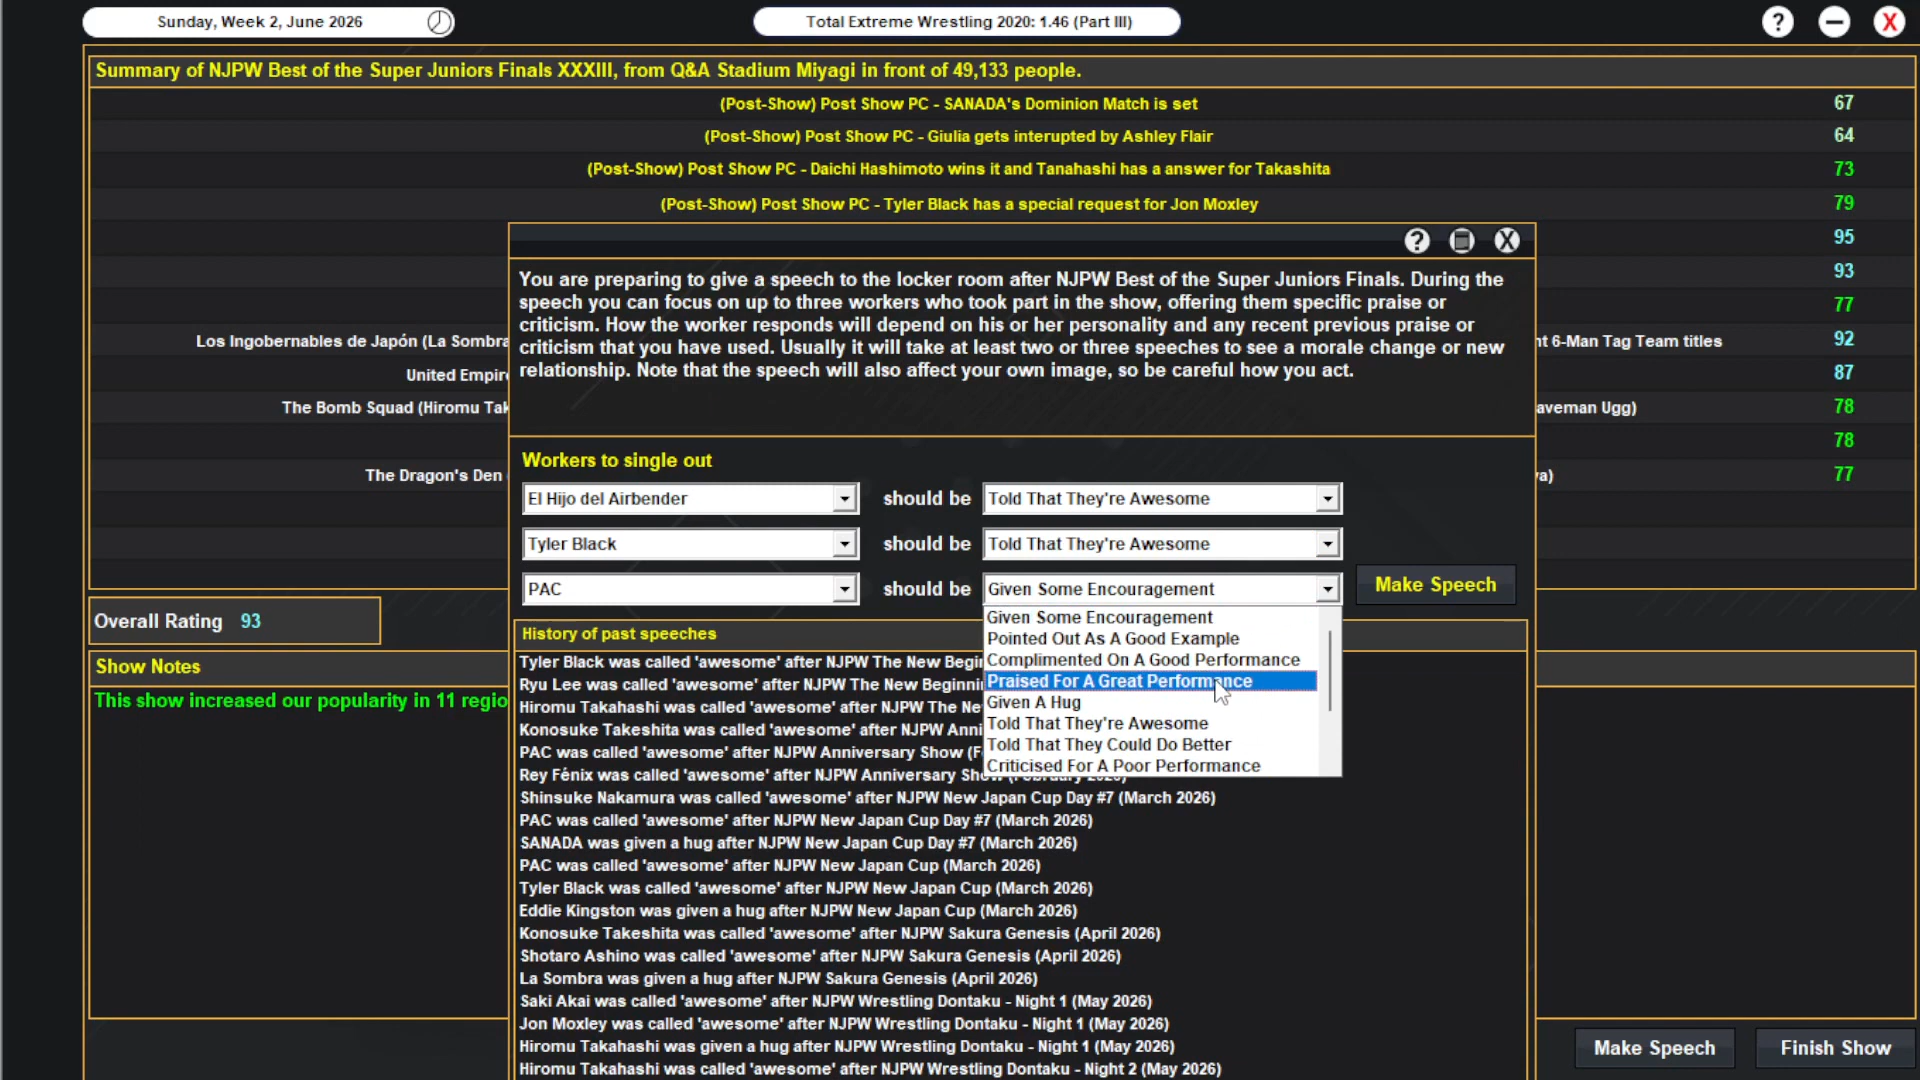 Sunday, Week 2, June 2026
Total Extreme Wrestling 2020: 1.46 (Part III)
?
X
Summary of NJPW Best of the Super Juniors Finals XXXIII, from Q&A Stadium Miyagi in front of 49,133 people.
(Post-Show) Post Show PC - SANADA's Dominion Match is set 67
(Post-Show) Post Show PC - Giulia gets interupted by Ashley Flair 64
(Post-Show) Post Show PC - Daichi Hashimoto wins it and Tanahashi has a answer for Takashita 73
(Post-Show) Post Show PC - Tyler Black has a special request for Jon Moxley 79
95
93
77
Los Ingobernables de Japón (La Sombra nt 6-Man Tag Team titles 92
United Empire 87
The Bomb Squad (Hiromu Tak aveman Ugg) 78
78
The Dragon's Den 77
? X
You are preparing to give a speech to the locker room after NJPW Best of the Super Juniors Finals. During the
speech you can focus on up to three workers who took part in the show, offering them specific praise or
criticism. How the worker responds will depend on his or her personality and any recent previous praise or
criticism that you have used. Usually it will take at least two or three speeches to see a morale change or new
relationship. Note that the speech will also affect your own image, so be careful how you act.
Workers to single out
El Hijo del Airbender should be Told That They're Awesome
Tyler Black should be Told That They're Awesome
PAC should be Given Some Encouragement Make Speech
Given Some Encouragement
Pointed Out As A Good Example
Complimented On A Good Performance
Praised For A Great Performance
Given A Hug
Told That They're Awesome
Told That They Could Do Better
Criticised For A Poor Performance
History of past speeches
Tyler Black was called 'awesome' after NJPW The New Begi
Ryu Lee was called 'awesome' after NJPW The New Beginni
Hiromu Takahashi was called 'awesome' after NJPW The Ne
Konosuke Takeshita was called 'awesome' after NJPW Anni
PAC was called 'awesome' after NJPW Anniversary Show (F
Rey Fénix was called 'awesome' after NJPW Anniversary Show (February 2026)
Shinsuke Nakamura was called 'awesome' after NJPW New Japan Cup Day #7 (March 2026)
PAC was called 'awesome' after NJPW New Japan Cup Day #7 (March 2026)
SANADA was given a hug after NJPW New Japan Cup Day #7 (March 2026)
PAC was called 'awesome' after NJPW New Japan Cup (March 2026)
Tyler Black was called 'awesome' after NJPW New Japan Cup (March 2026)
Eddie Kingston was given a hug after NJPW New Japan Cup (March 2026)
Konosuke Takeshita was called 'awesome' after NJPW Sakura Genesis (April 2026)
Shotaro Ashino was called 'awesome' after NJPW Sakura Genesis (April 2026)
La Sombra was given a hug after NJPW Sakura Genesis (April 2026)
Saki Akai was called 'awesome' after NJPW Wrestling Dontaku - Night 1 (May 2026)
Jon Moxley was called 'awesome' after NJPW Wrestling Dontaku - Night 1 (May 2026)
Hiromu Takahashi was given a hug after NJPW Wrestling Dontaku - Night 1 (May 2026)
Hiromu Takahashi was called 'awesome' after NJPW Wrestling Dontaku - Night 2 (May 2026)
Overall Rating 93
Show Notes
This show increased our popularity in 11 regio
Make Speech
Finish Show